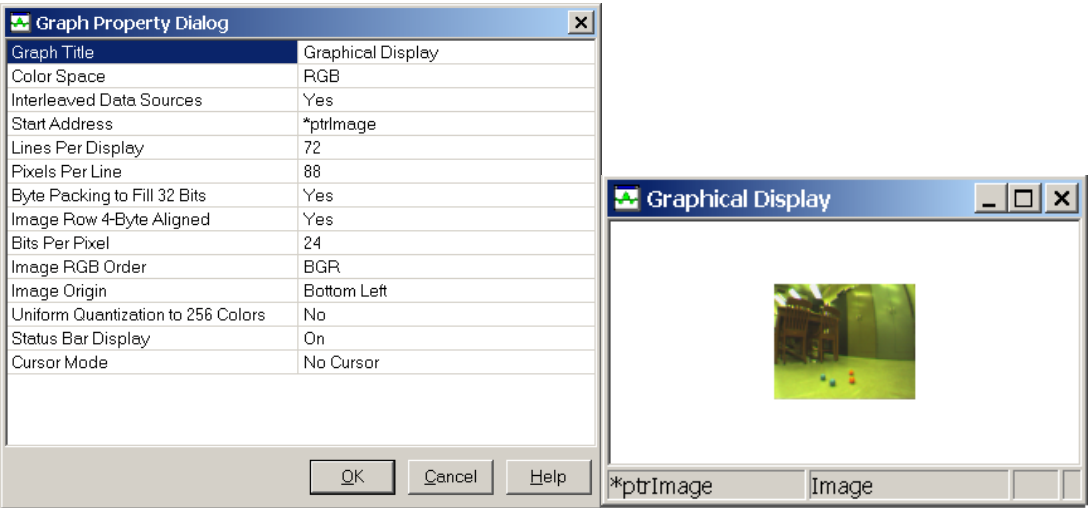 Graph Property Dialog
Graph Title Graphical Display
Color Space RGB
Interleaved Data Sources Yes
Start Address *ptrImage
Lines Per Display 72
Pixels Per Line 88
Byte Packing to Fill 32 Bits Yes
Image Row 4-Byte Aligned Yes
Bits Per Pixel 24
Image RGB Order BGR
Image Origin Bottom Left
Uniform Quantization to 256 Colors No
Status Bar Display On
Cursor Mode No Cursor
OK Cancel Help
Graphical Display
*ptrImage Image